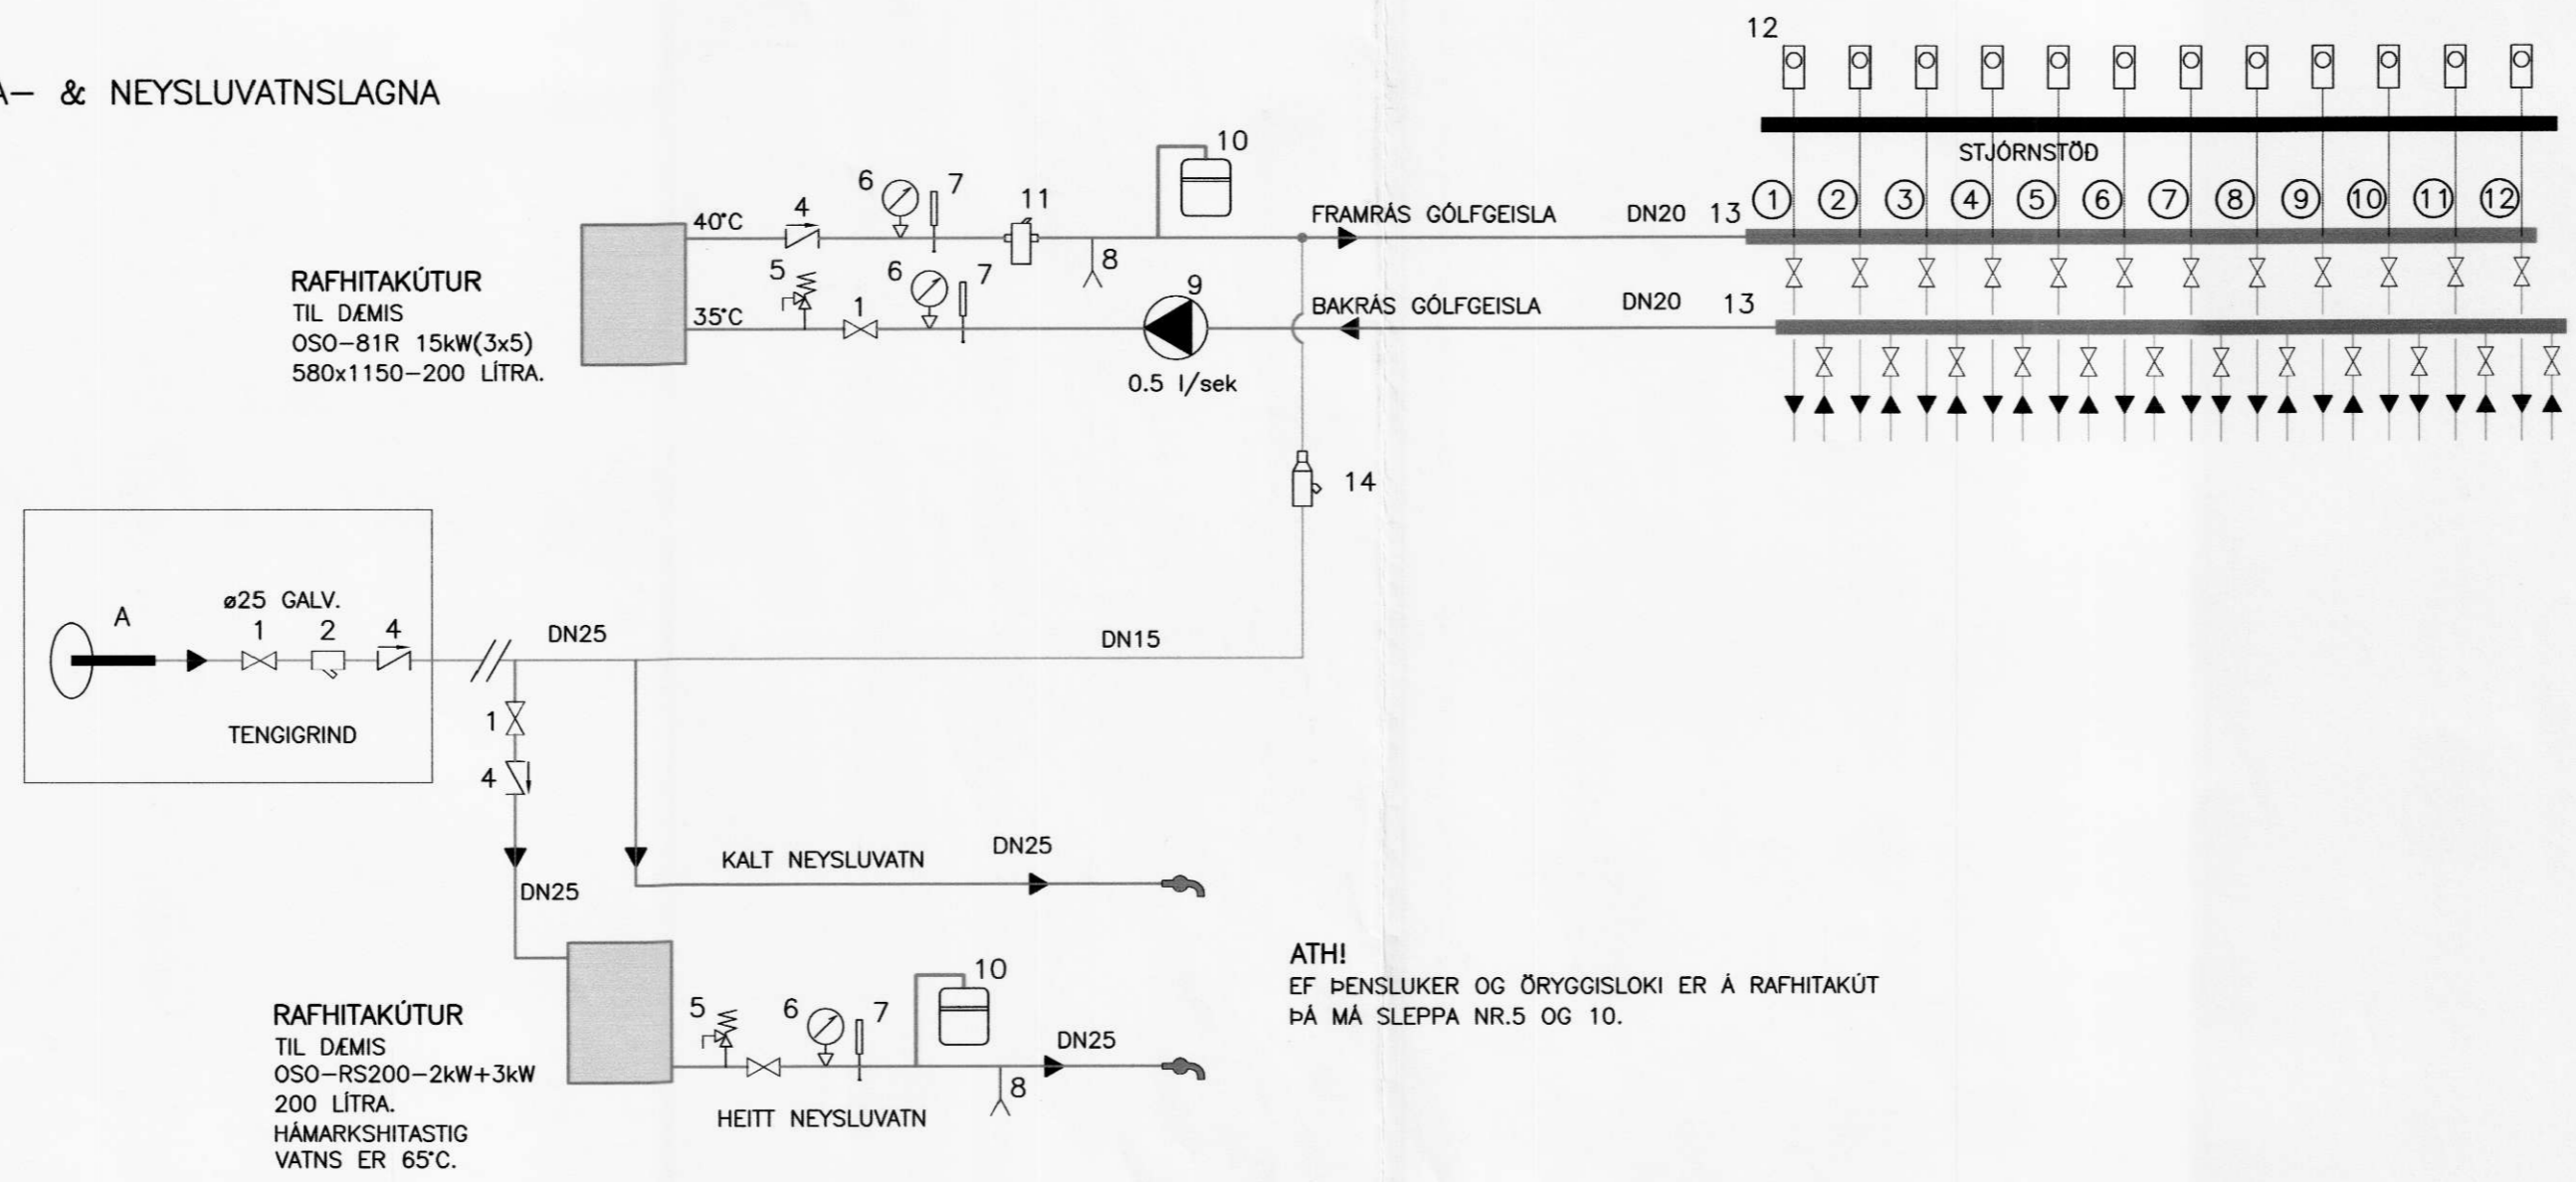 12
A- & NEYSLUVATNSLAGNA
STJÓRNSTÖÐ
10
40°C
4
6
7
11
8
FRAMRÁS GÓLFGEISLA
DN20
13
1 2 3 4 5 6 7 8 9 10 11 12
RAFHITAKÚTUR
TIL DÆMIS
OSO-81R 15kW(3x5)
580x1150-200 LÍTRA.
35°C
5
1
6
7
9
0.5 l/sek
BAKRÁS GÓLFGEISLA
DN20
13
14
A
ø25 GALV.
1
2
4
TENGIGRIND
DN25
DN15
1
4
DN25
KALT NEYSLUVATN
DN25
RAFHITAKÚTUR
TIL DÆMIS
OSO-RS200-2kW+3kW
200 LÍTRA.
HÁMARKSHITASTIG
VATNS ER 65°C.
5
6
7
10
8
DN25
HEITT NEYSLUVATN
ATH!
EF ÞENSLUKER OG ÖRYGGISLOKI ER Á RAFHITAKÚT
ÞÁ MÁ SLEPPA NR.5 OG 10.